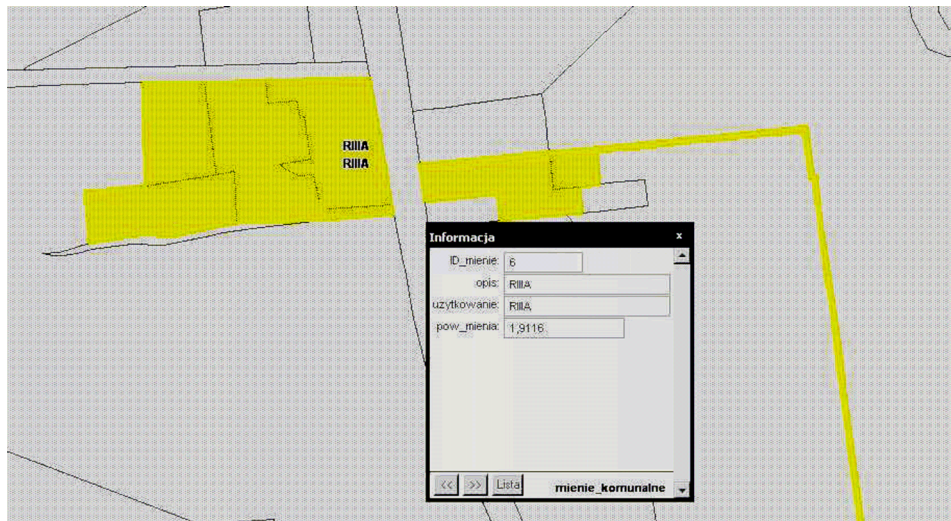 RIIIA
RIIIA
Informacja x
ID_mienie: 6
opis: RIIIA
uzytkowanie: RIIIA
pow_mienia: 1,9116
<< >> Lista mienie_komunalne